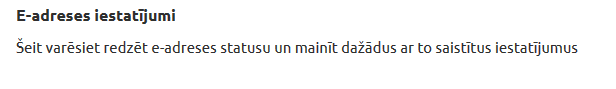 E-adreses iestatījumi
Šeit varēsiet redzēt e-adreses statusu un mainīt dažādus ar to saistītus iestatījumus